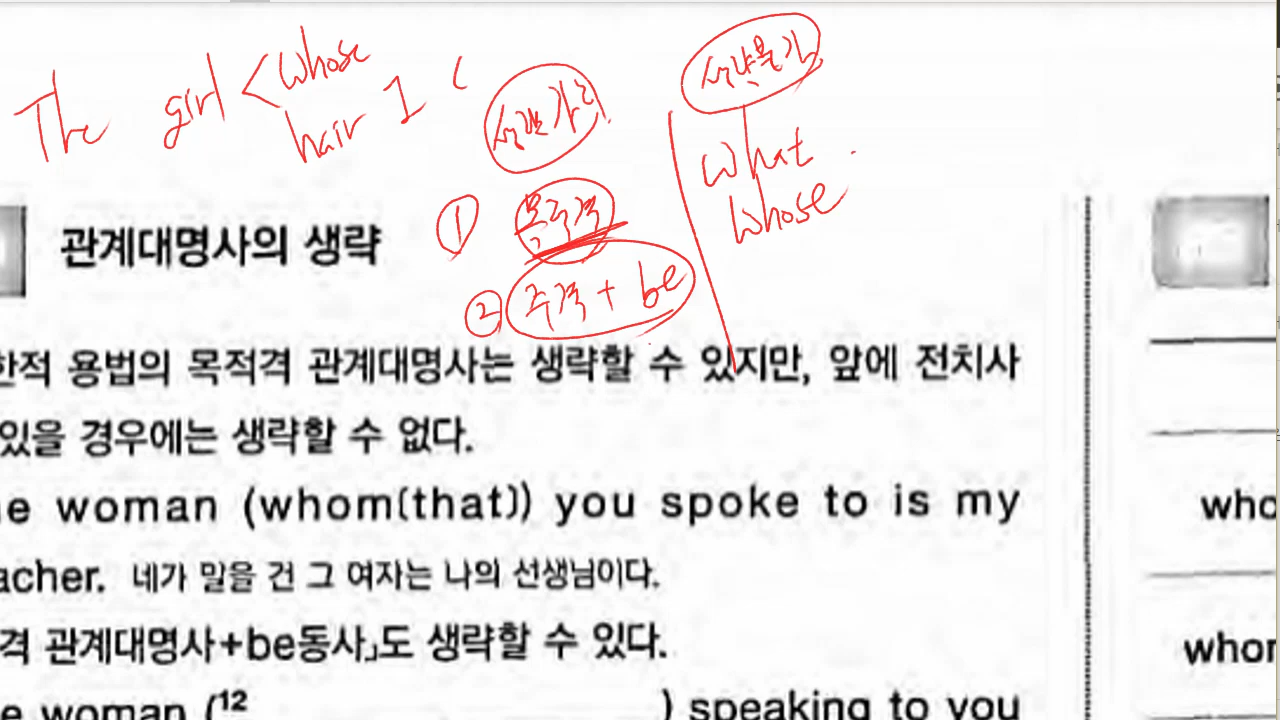 The girl < whose
hair 1 (
생략가능
생략불가
① 목적격
② 주격 + be
what
whose
관계대명사의 생략
한적 용법의 목적격 관계대명사는 생략할 수 있지만, 앞에 전치사
있을 경우에는 생략할 수 없다.
e woman (whom(that)) you spoke to is my
acher. 네가 말을 건 그 여자는 나의 선생님이다.
격 관계대명사+be동사」도 생략할 수 있다.
e woman (12 ) speaking to you
who
whom